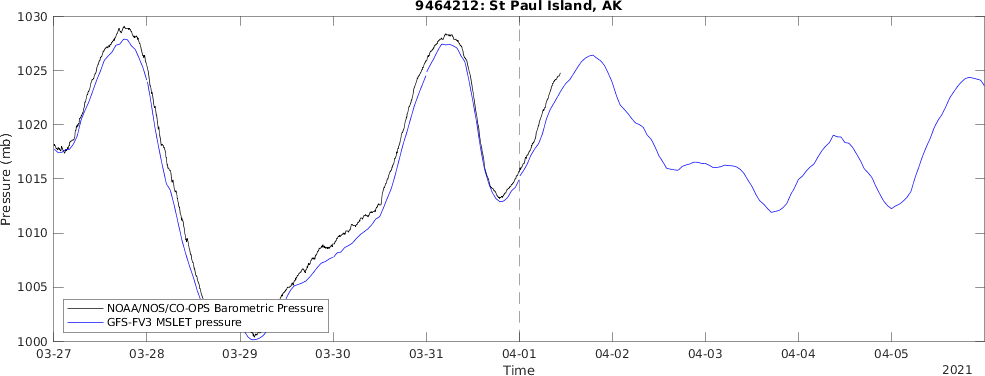 9464212: St Paul Island, AK
Pressure (mb)
1030
1025
1020
1015
1010
1005
1000
NOAA/NOS/CO-OPS Barometric Pressure
GFS-FV3 MSLET pressure
03-27 03-28 03-29 03-30 03-31 04-01 04-02 04-03 04-04 04-05
Time
2021